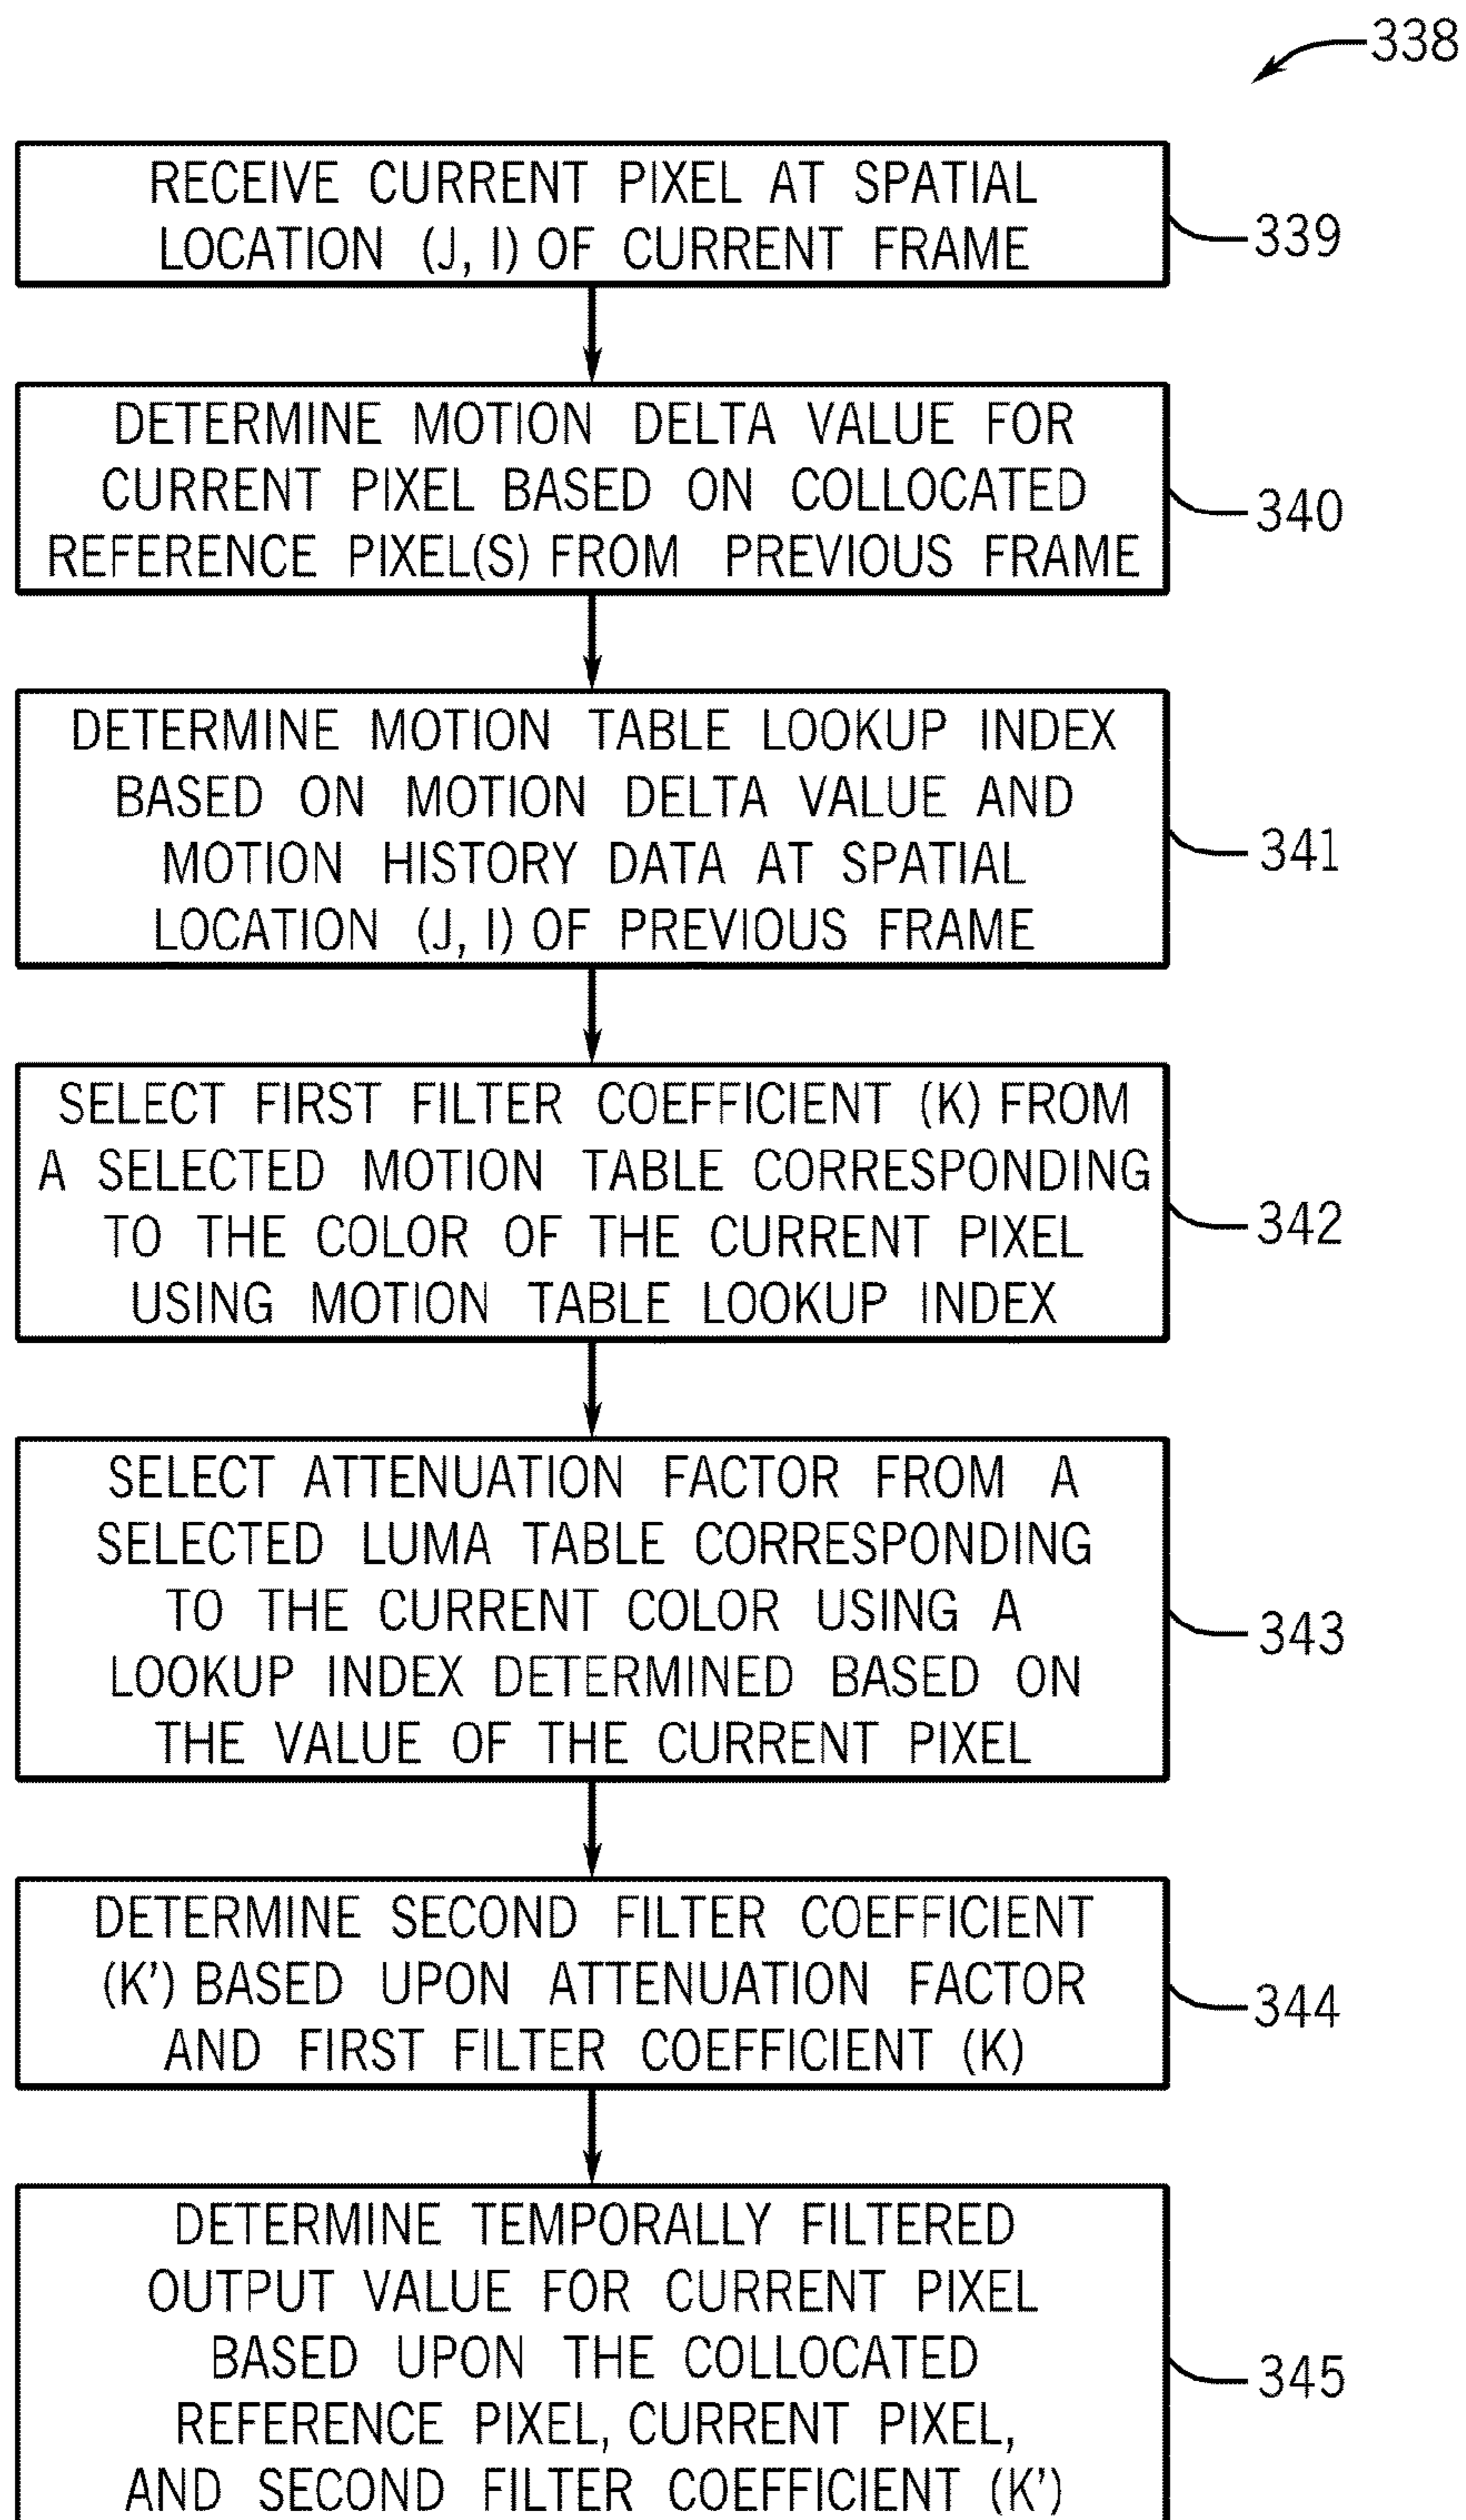 338
RECEIVE CURRENT PIXEL AT SPATIAL
LOCATION (J, I) OF CURRENT FRAME
339
DETERMINE MOTION DELTA VALUE FOR
CURRENT PIXEL BASED ON COLLOCATED
REFERENCE PIXEL(S) FROM PREVIOUS FRAME
340
DETERMINE MOTION TABLE LOOKUP INDEX
BASED ON MOTION DELTA VALUE AND
MOTION HISTORY DATA AT SPATIAL
LOCATION (J, I) OF PREVIOUS FRAME
341
SELECT FIRST FILTER COEFFICIENT (K) FROM
A SELECTED MOTION TABLE CORRESPONDING
TO THE COLOR OF THE CURRENT PIXEL
USING MOTION TABLE LOOKUP INDEX
342
SELECT ATTENUATION FACTOR FROM A
SELECTED LUMA TABLE CORRESPONDING
TO THE CURRENT COLOR USING A
LOOKUP INDEX DETERMINED BASED ON
THE VALUE OF THE CURRENT PIXEL
343
DETERMINE SECOND FILTER COEFFICIENT
(K') BASED UPON ATTENUATION FACTOR
AND FIRST FILTER COEFFICIENT (K)
344
DETERMINE TEMPORALLY FILTERED
OUTPUT VALUE FOR CURRENT PIXEL
BASED UPON THE COLLOCATED
REFERENCE PIXEL, CURRENT PIXEL,
AND SECOND FILTER COEFFICIENT (K')
345